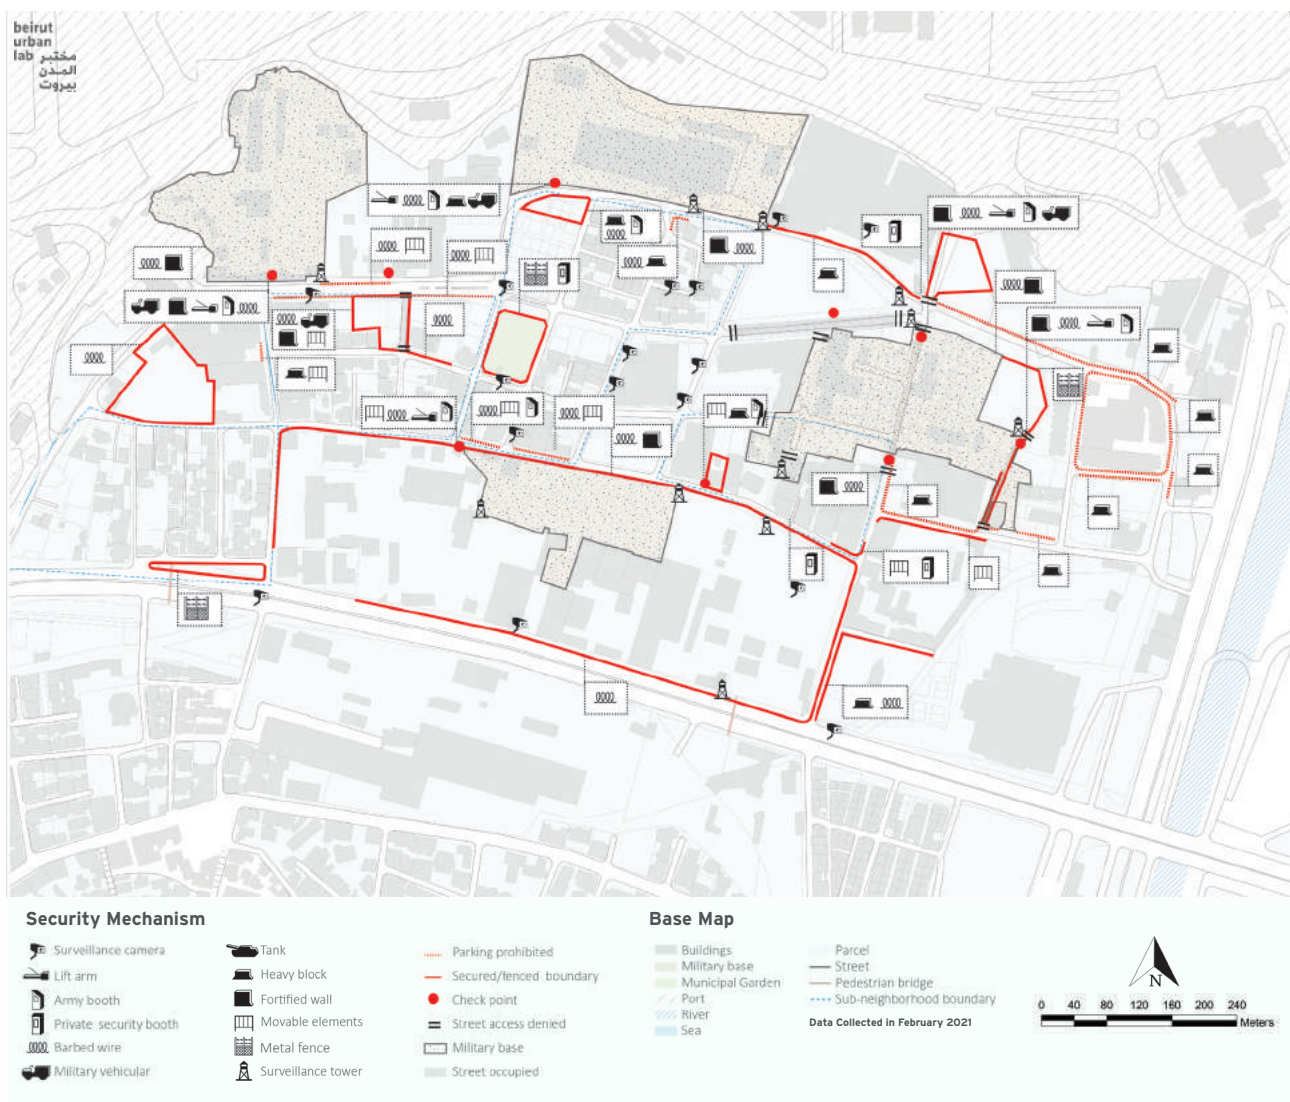 beirut
urban
lab مختبر
المدن
بيروت
Security Mechanism
Surveillance camera
Lift arm
Army booth
Private security booth
Barbed wire
Military vehicular
Tank
Heavy block
Fortified wall
Movable elements
Metal fence
Surveillance tower
Parking prohibited
Secured/fenced boundary
Check point
Street access denied
Military base
Street occupied
Base Map
Buildings
Military base
Municipal Garden
Port
River
Sea
Parcel
Street
Pedestrian bridge
Sub-neighborhood boundary
Data Collected in February 2021
N
0 40 80 120 160 200 240
Meters